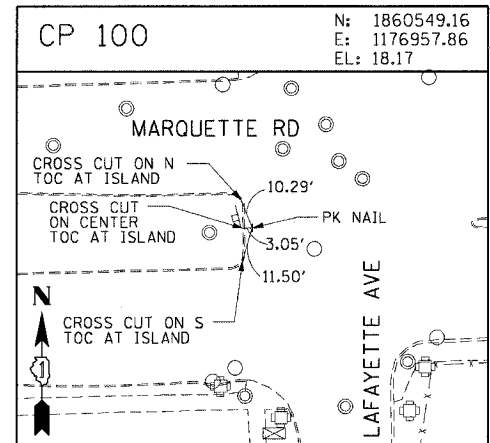 CP 100
N: 1860549.16
E: 1176957.86
EL: 18.17
MARQUETTE RD
CROSS CUT ON N
TOC AT ISLAND
10.29'
CROSS CUT
ON CENTER
TOC AT ISLAND
PK NAIL
3.05'
11.50'
N
CROSS CUT ON S
TOC AT ISLAND
LAFAYETTE AVE
1
x
x
x